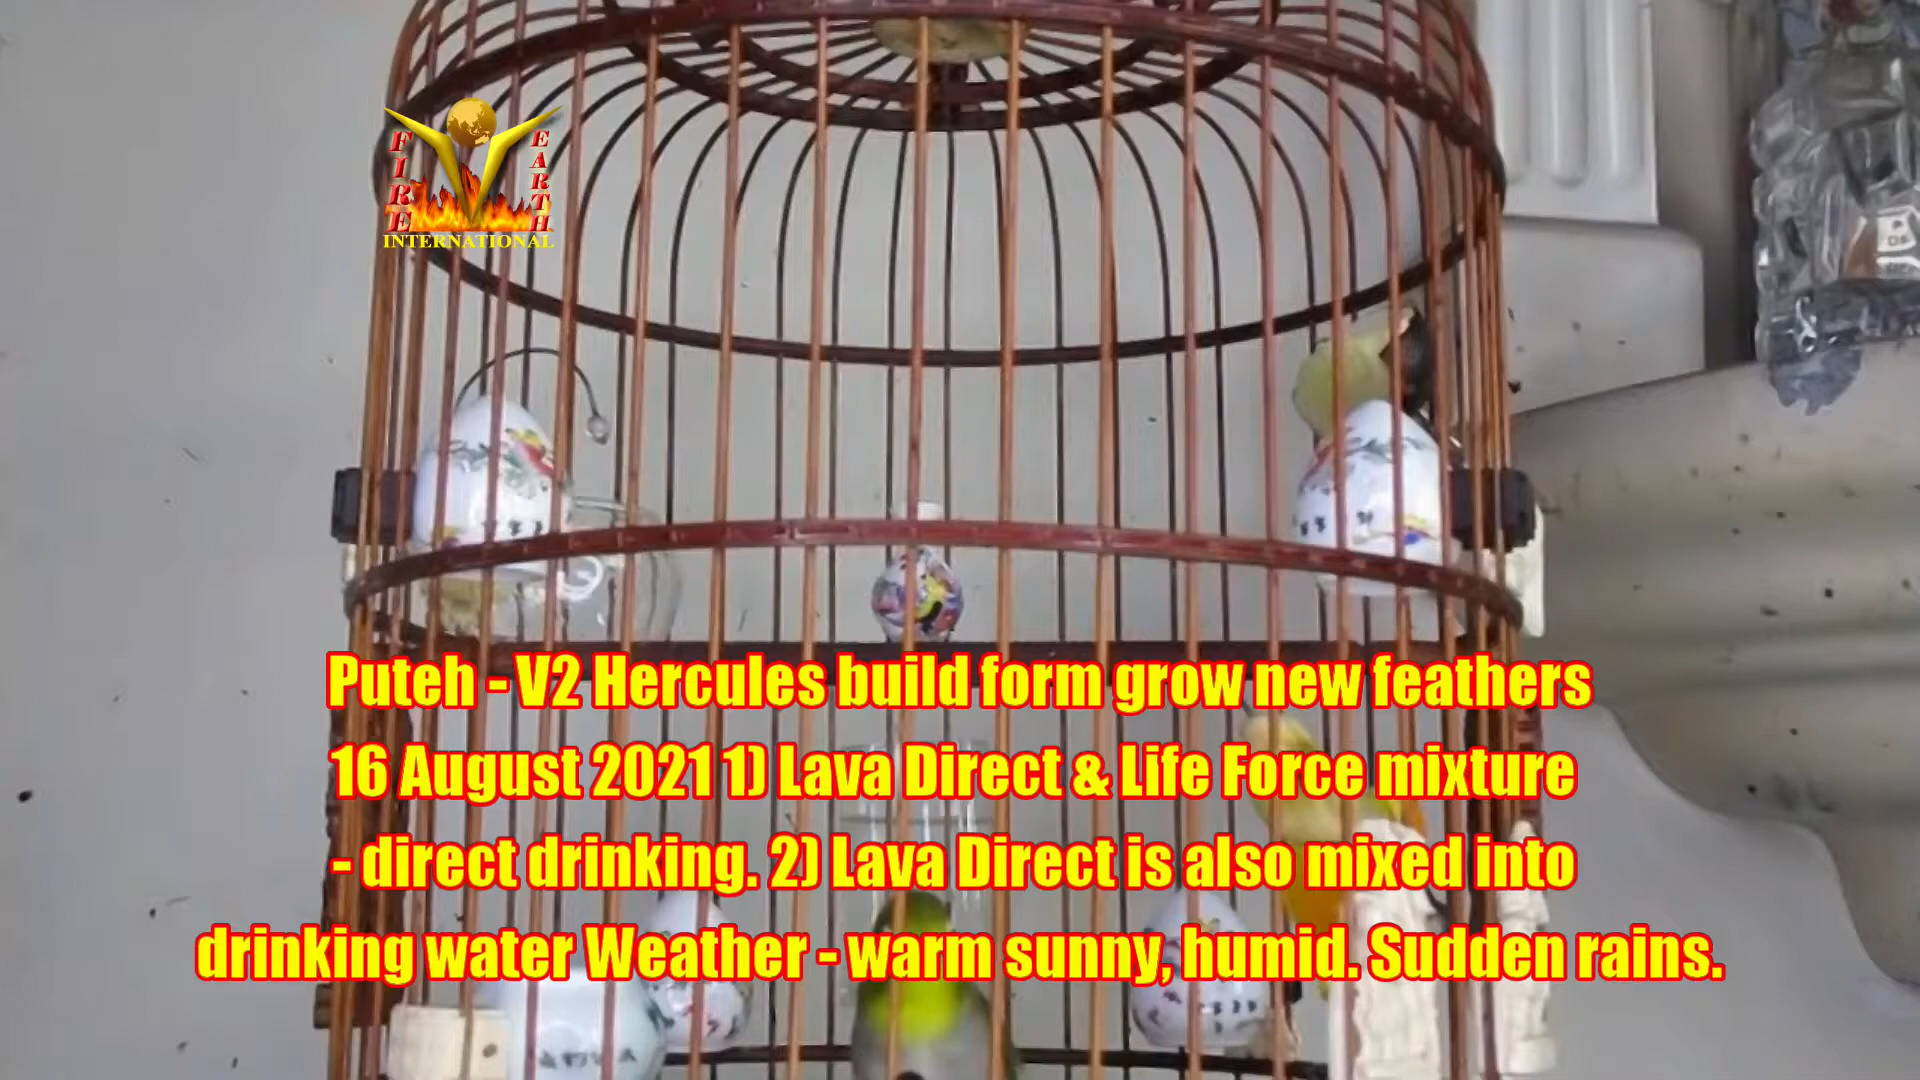 FIRE
EARTH
INTERNATIONAL
Puteh - V2 Hercules build form grow new feathers
16 August 2021 1) Lava Direct & Life Force mixture
- direct drinking. 2) Lava Direct is also mixed into
drinking water Weather - warm sunny, humid. Sudden rains.